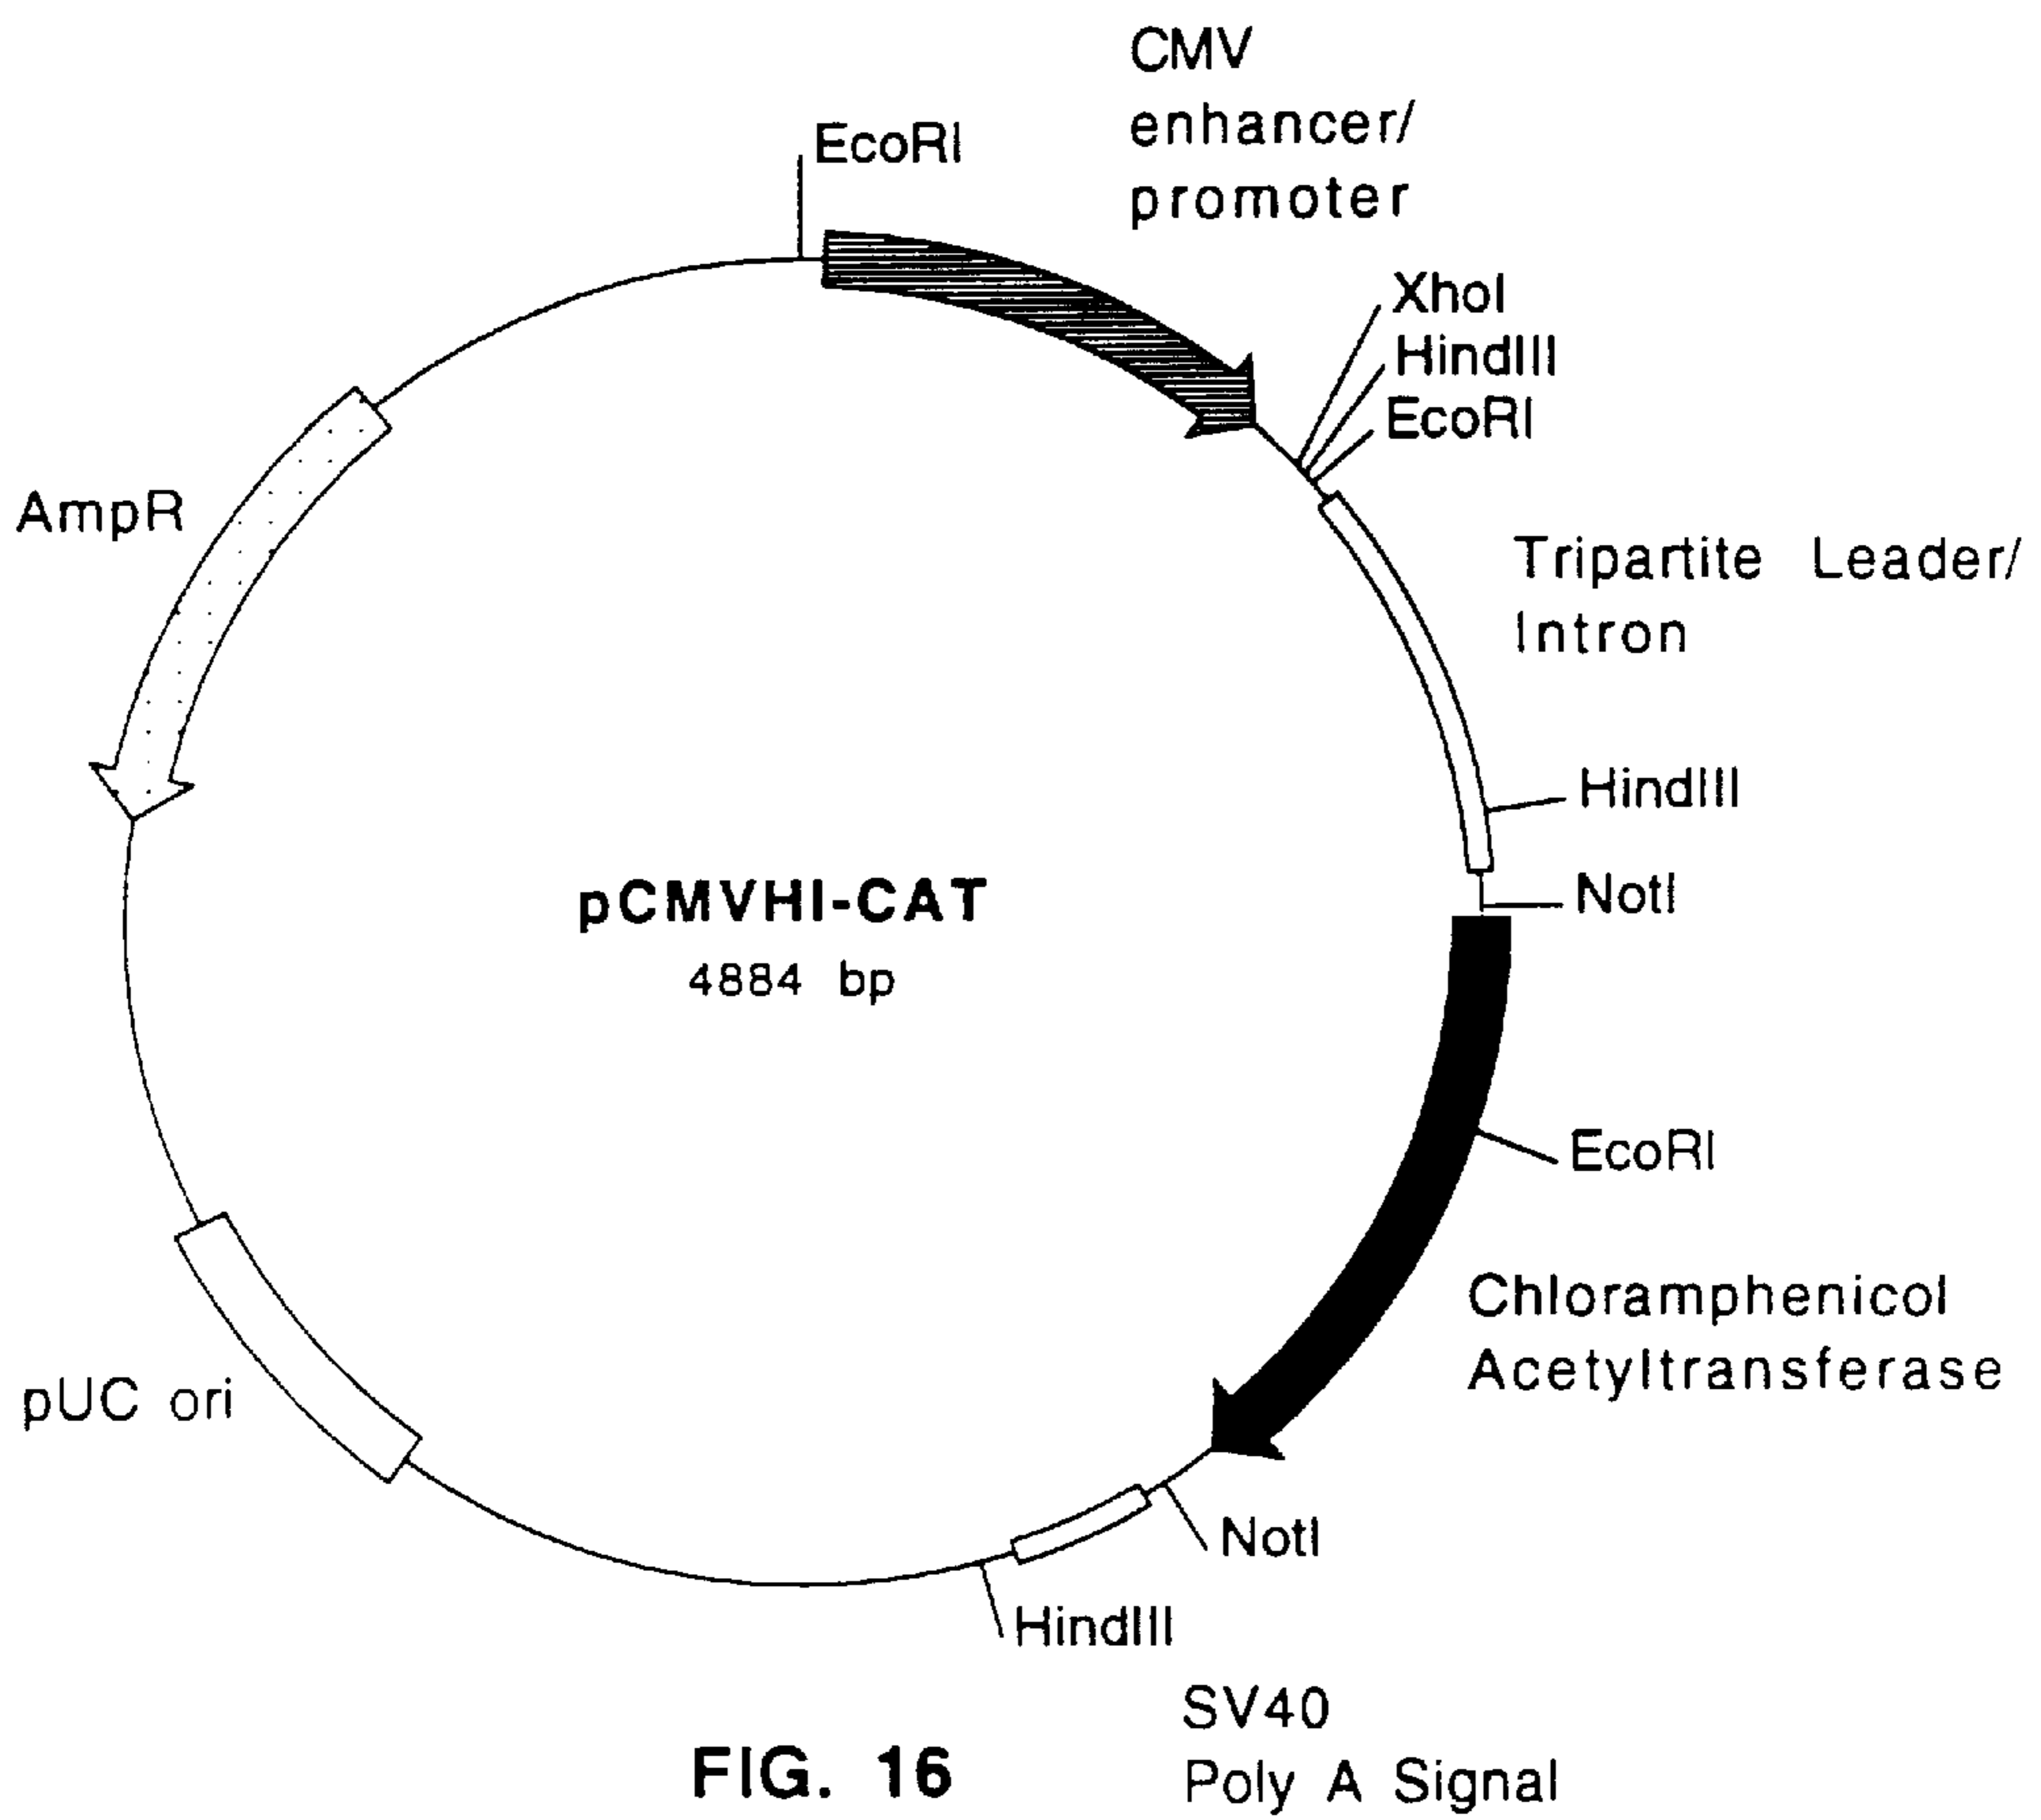 CMV
enhancer/
promoter
EcoRI
XhoI
HindIII
EcoRI
AmpR
Tripartite Leader/
Intron
HindIII
NotI
pCMVHI-CAT
4884 bp
EcoRI
Chloramphenicol
Acetyltransferase
pUC ori
NotI
HindIII
SV40
Poly A Signal
FIG. 16